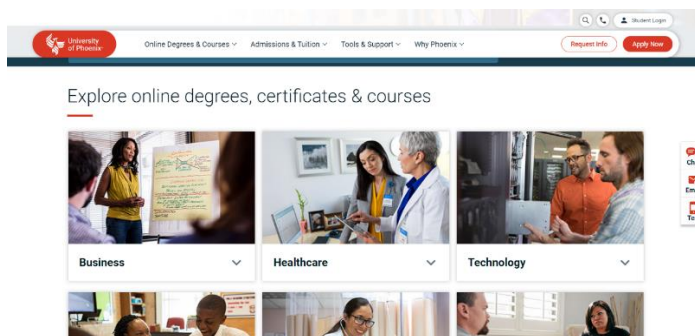 Student Login
University
of Phoenix
Online Degrees & Courses
Admissions & Tuition
Tools & Support
Why Phoenix
Request Info
Apply Now
Explore online degrees, certificates & courses
Business
Healthcare
Technology